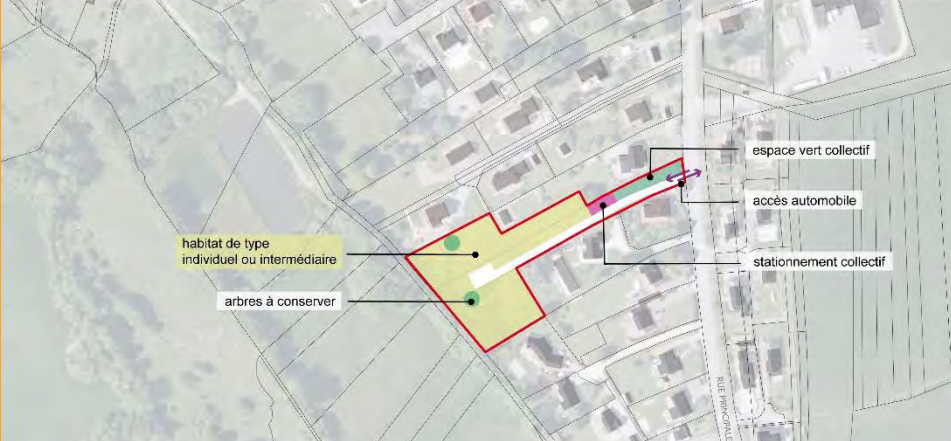 espace vert collectif
accès automobile
habitat de type
individuel ou intermédiaire
stationnement collectif
arbres à conserver
RUE PRINCIPALE